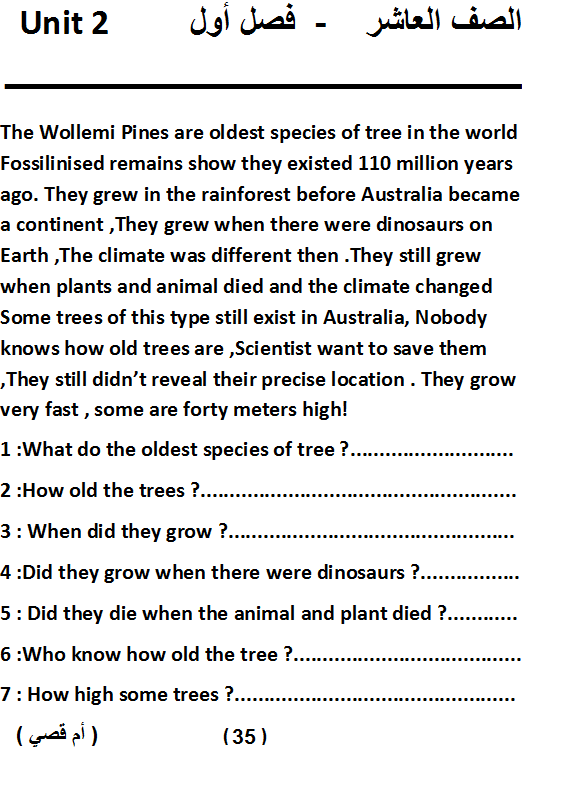 Unit 2 الصف العاشر - فصل أول
The Wollemi Pines are oldest species of tree in the world
Fossilinised remains show they existed 110 million years
ago. They grew in the rainforest before Australia became
a continent ,They grew when there were dinosaurs on
Earth ,The climate was different then .They still grew
when plants and animal died and the climate changed
Some trees of this type still exist in Australia, Nobody
knows how old trees are ,Scientist want to save them
,They still didn’t reveal their precise location . They grow
very fast , some are forty meters high!
1 :What do the oldest species of tree ?............................
2 :How old the trees ?.......................................................
3 : When did they grow ?..................................................
4 :Did they grow when there were dinosaurs ?.................
5 : Did they die when the animal and plant died ?............
6 :Who know how old the tree ?.......................................
7 : How high some trees ?.................................................
( أم قصي ) (35 )